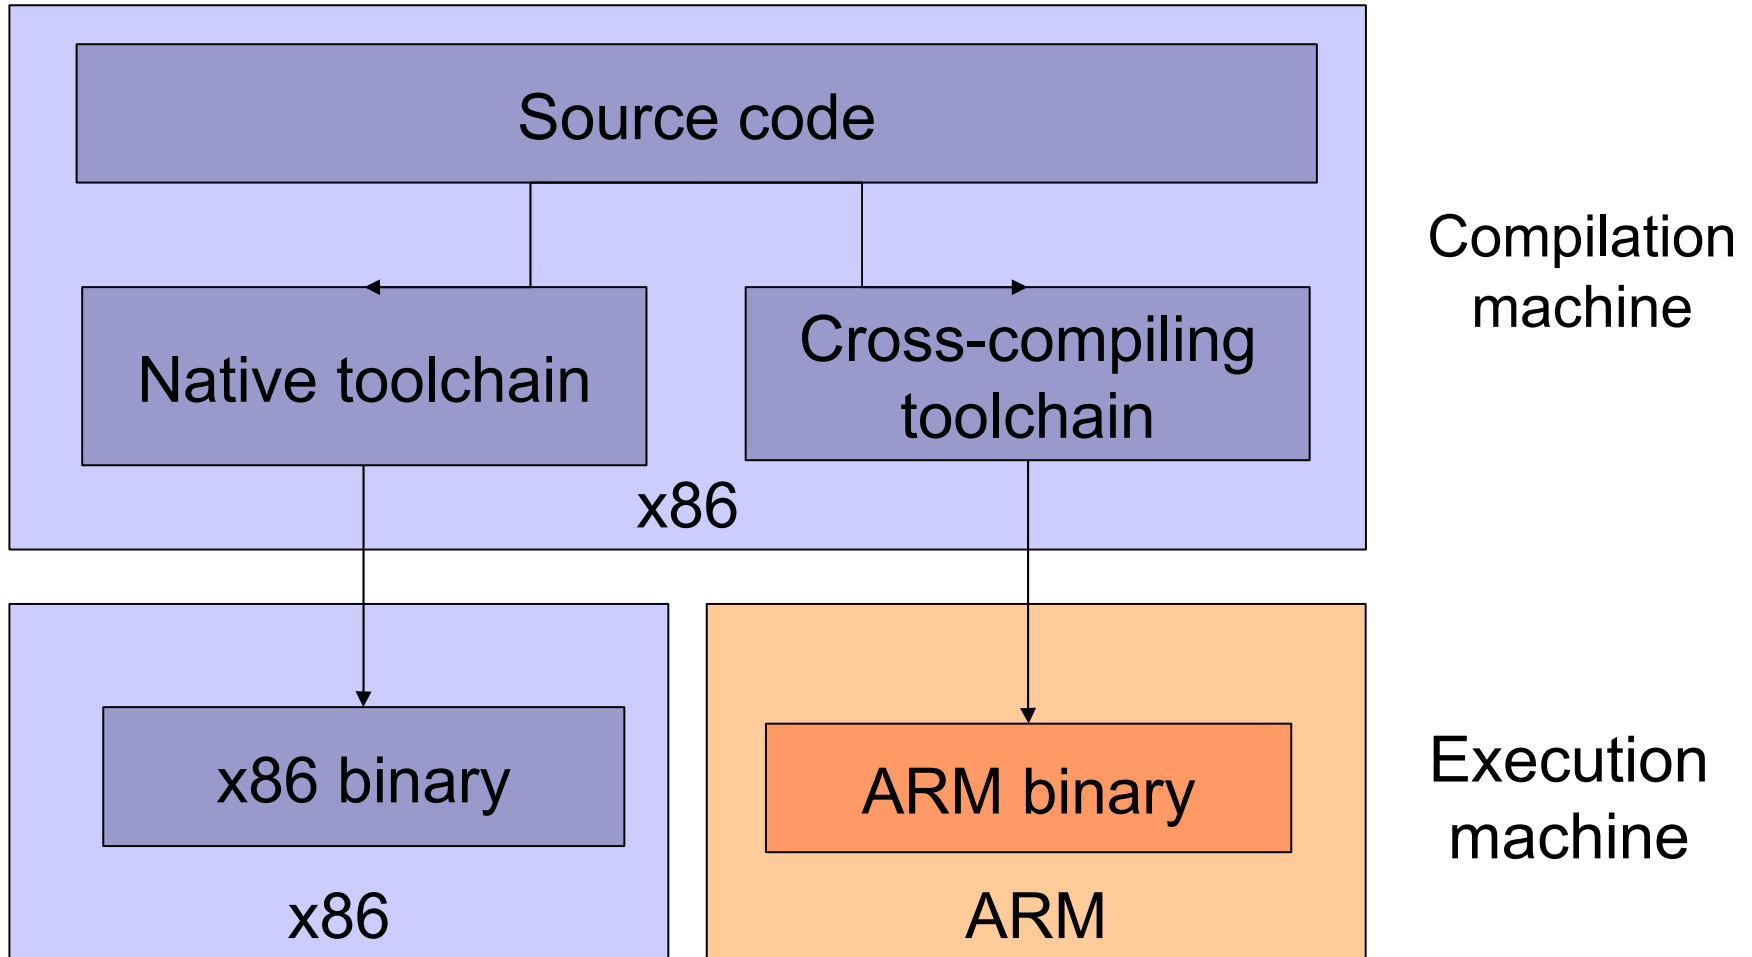 Source code
Compilation
machine
Native toolchain
Cross-compiling
toolchain
x86
x86 binary
ARM binary
Execution
machine
x86
ARM